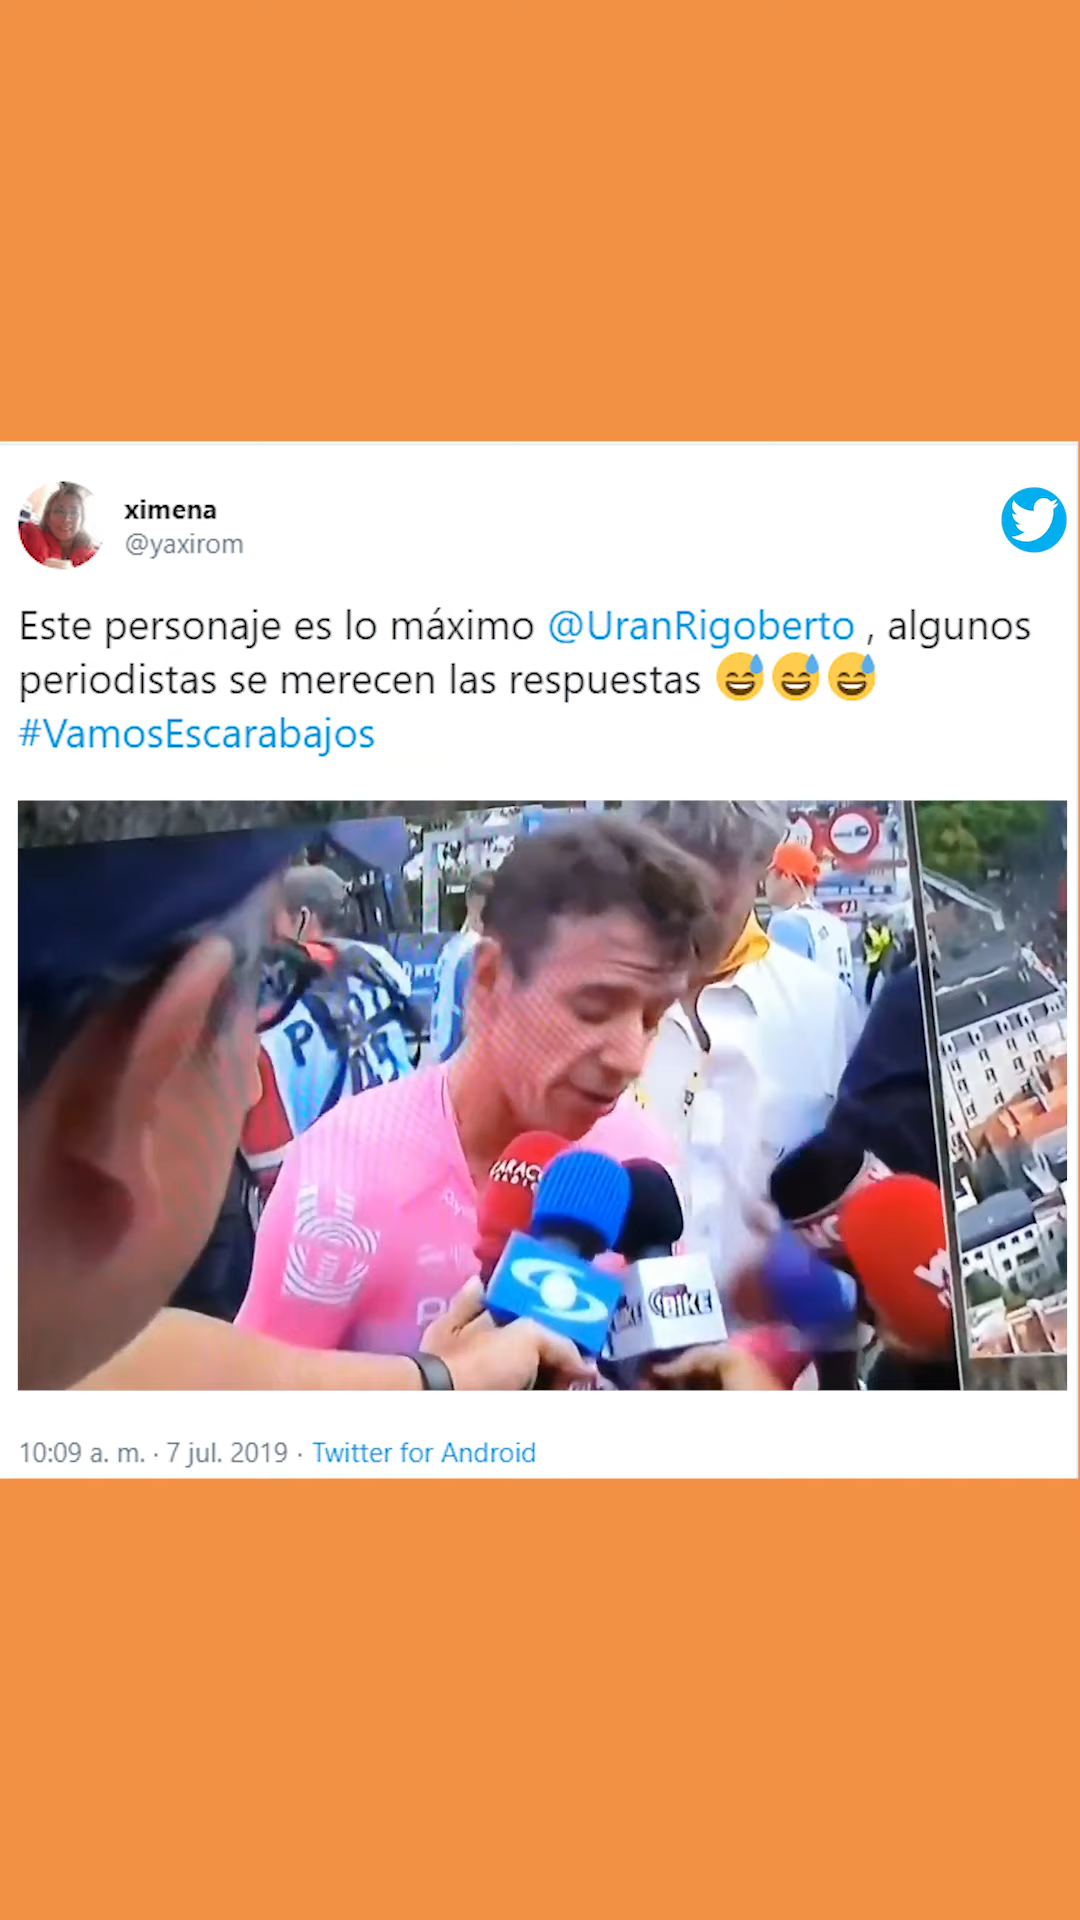 ximena
@yaxirom
Este personaje es lo máximo @UranRigoberto , algunos
periodistas se merecen las respuestas 😅😅😅
#VamosEscarabajos
BIKE
10:09 a. m. · 7 jul. 2019 · Twitter for Android